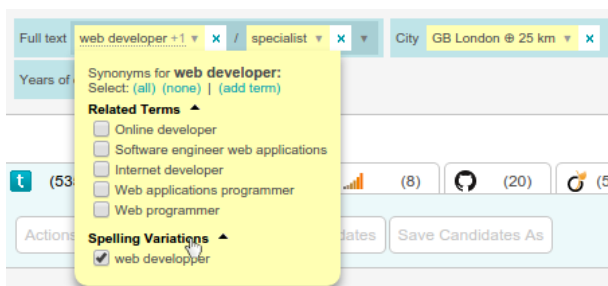 Full text web developer +1 ▾ × / specialist ▾ × ▾ City GB London ⊕ 25 km ▾ ×
Years of
Synonyms for web developer:
Select: (all) (none) | (add term)
Related Terms
Online developer
Software engineer web applications
Internet developer
Web applications programmer
Web programmer
t (53 (8) (20) (5
Actions dates Save Candidates As
Spelling Variations
web developper